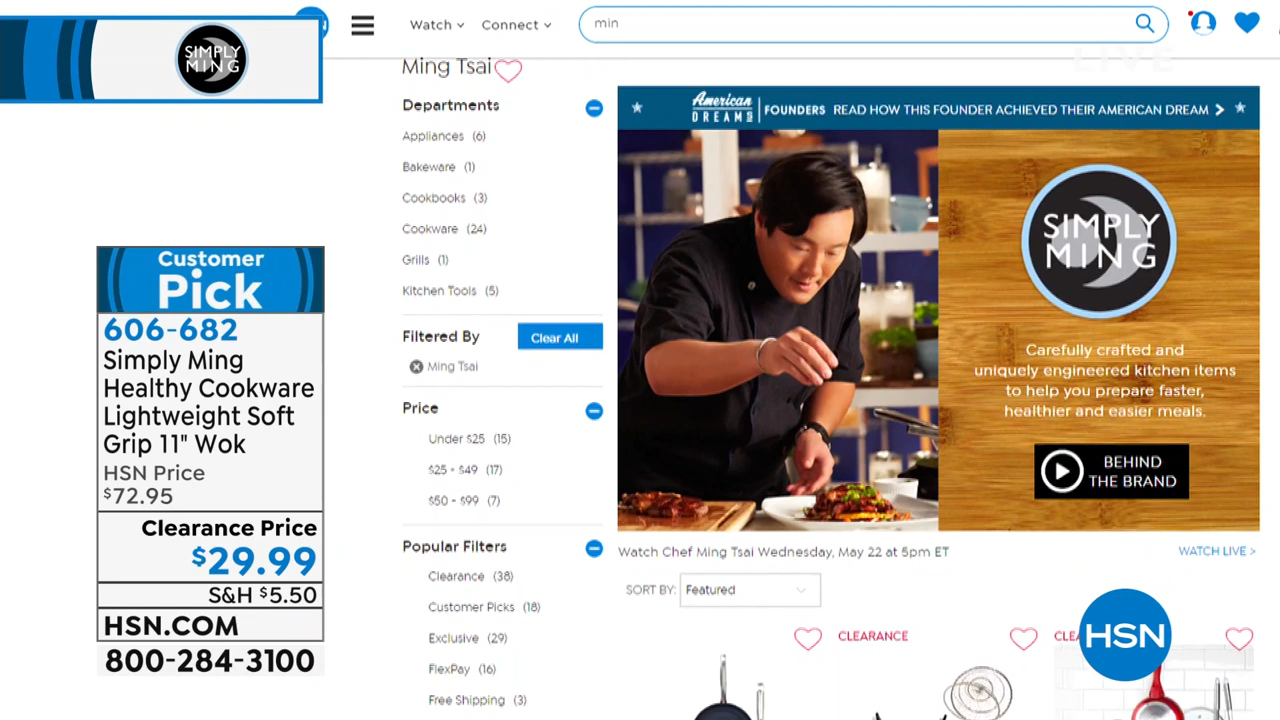 SIMPLY
MING
Customer
Pick
606-682
Simply Ming
Healthy Cookware
Lightweight Soft
Grip 11" Wok
HSN Price
$72.95
Clearance Price
$29.99
S&H $5.50
HSN.COM
800-284-3100
Watch
Connect
min
LIVE
Ming Tsai
Departments
Appliances (6)
Bakeware (1)
Cookbooks (3)
Cookware (24)
Grills (1)
Kitchen Tools (5)
Filtered By
Clear All
Ming Tsai
Price
Under $25 (15)
$25 - $49 (17)
$50 - $99 (7)
Popular Filters
Clearance (38)
Customer Picks (18)
Exclusive (29)
FlexPay (16)
Free Shipping (3)
American
DREAMS
FOUNDERS READ HOW THIS FOUNDER ACHIEVED THEIR AMERICAN DREAM
SIMPLY
MING
Carefully crafted and
uniquely engineered kitchen items
to help you prepare faster,
healthier and easier meals.
BEHIND
THE BRAND
Watch Chef Ming Tsai Wednesday, May 22 at 5pm ET
WATCH LIVE >
SORT BY: Featured
CLEARANCE
HSN